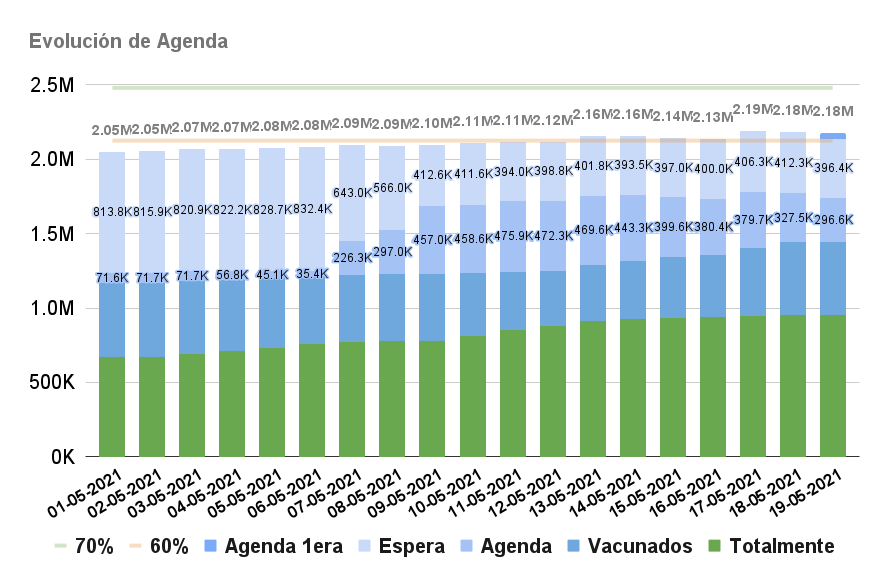 Evolución de Agenda
2.5M
2.05M 2.05M 2.07M 2.07M 2.08M 2.08M 2.09M 2.09M 2.10M 2.11M 2.11M 2.12M 2.16M 2.16M 2.14M 2.13M 2.19M 2.18M 2.18M
2.0M
813.8K 815.9K 820.9K 822.2K 828.7K 832.4K 643.0K 566.0K 412.6K 411.6K 394.0K 398.8K 401.8K 393.5K 397.0K 400.0K 406.3K 412.3K 396.4K
1.5M
71.6K 71.7K 71.7K 56.8K 45.1K 35.4K 226.3K 297.0K 457.0K 458.6K 475.9K 472.3K 469.6K 443.3K 399.6K 380.4K 379.7K 327.5K 296.6K
1.0M
500K
0K
01-05-2021 02-05-2021 03-05-2021 04-05-2021 05-05-2021 06-05-2021 07-05-2021 08-05-2021 09-05-2021 10-05-2021 11-05-2021 12-05-2021 13-05-2021 14-05-2021 15-05-2021 16-05-2021 17-05-2021 18-05-2021 19-05-2021
70% 60% Agenda 1era Espera Agenda Vacunados Totalmente